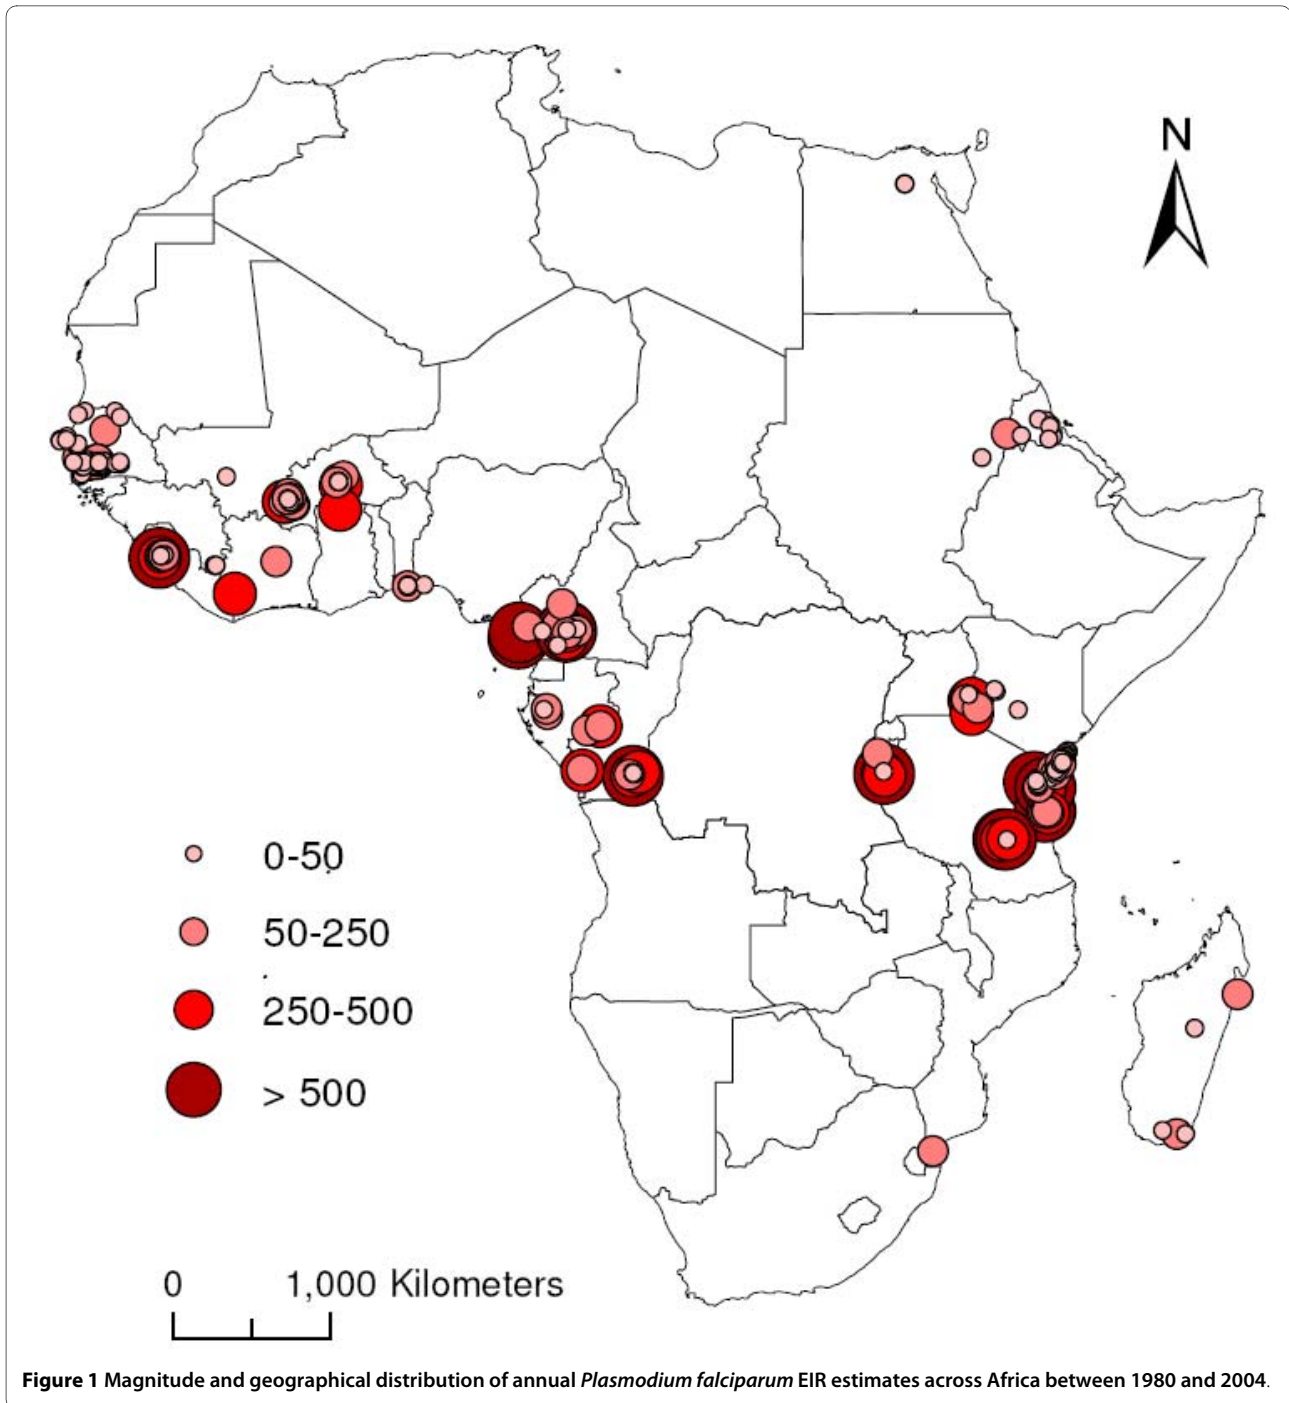 N
0-50
50-250
250-500
> 500
0 1,000 Kilometers
Figure 1 Magnitude and geographical distribution of annual Plasmodium falciparum EIR estimates across Africa between 1980 and 2004.